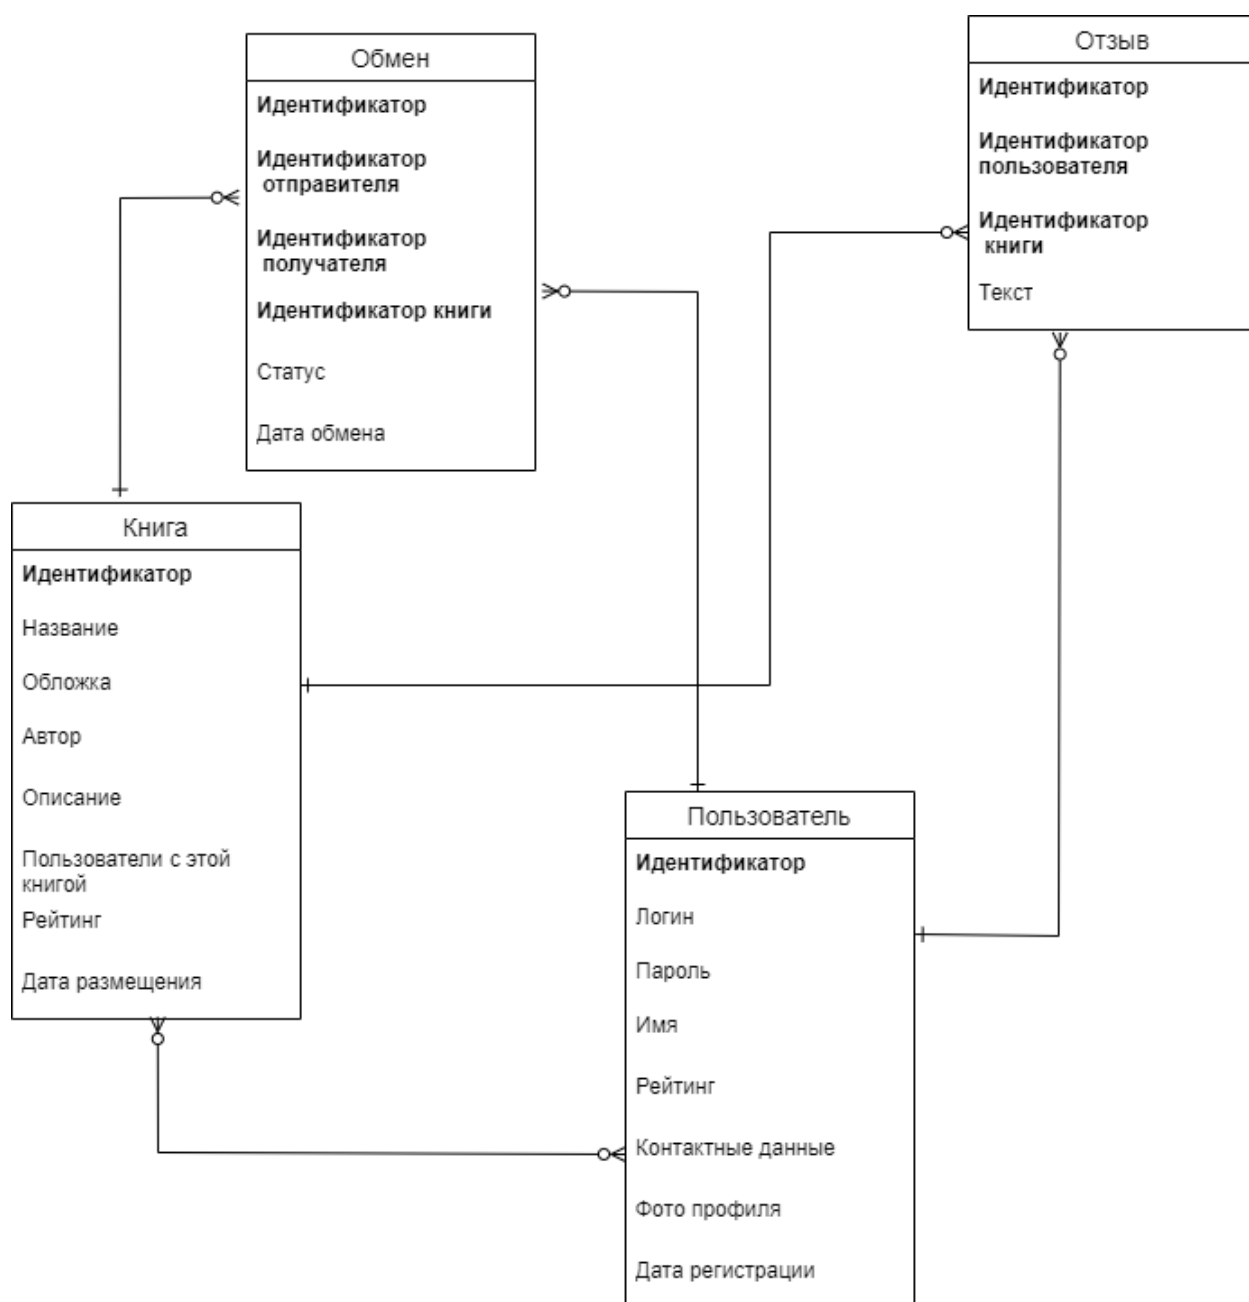 Обмен
Идентификатор
Идентификатор
отправителя
Идентификатор
получателя
Идентификатор книги
Статус
Дата обмена
Отзыв
Идентификатор
Идентификатор
пользователя
Идентификатор
книги
Текст
Книга
Идентификатор
Название
Обложка
Автор
Описание
Пользователи с этой
книгой
Рейтинг
Дата размещения
Пользователь
Идентификатор
Логин
Пароль
Имя
Рейтинг
Контактные данные
Фото профиля
Дата регистрации